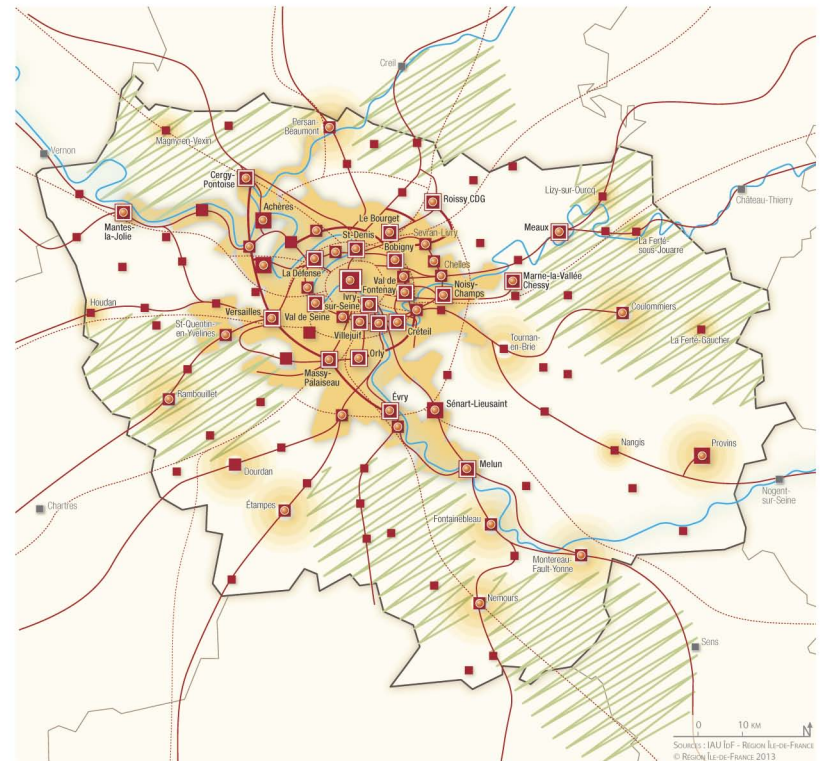 Creil
Persan-
Beaumont
Magny-en-Vexin
Vernon
Cergy-
Pontoise
Roissy CDG
Lizy-sur-Ourcq
Château-Thierry
Achères
Le Bourget
Mantes-
la-Jolie
St-Denis
Sevran-Livry
Meaux
La Ferté-
sous-Jouarre
Bobigny
La Défense
Chelles
Val de
Fontenay
Noisy-
Champs
Marne-la-Vallée
Chessy
Houdan
Ivry
sur-Seine
Versailles
Val de Seine
Coulommiers
St-Quentin-
en-Yvelines
Villejuif
Créteil
Tournan-
en-Brie
La Ferté-Gaucher
Orly
Massy-
Palaiseau
Rambouillet
Évry
Sénart-Lieusaint
Nangis
Provins
Dourdan
Melun
Chartres
Étampes
Fontainebleau
Nogent-
sur-Seine
Montereau-
Fault-Yonne
Nemours
Sens
0 10 KM
N
SOURCES : IAU ÎDF - RÉGION ÎLE-DE-FRANCE
© RÉGION ÎLE-DE-FRANCE 2013